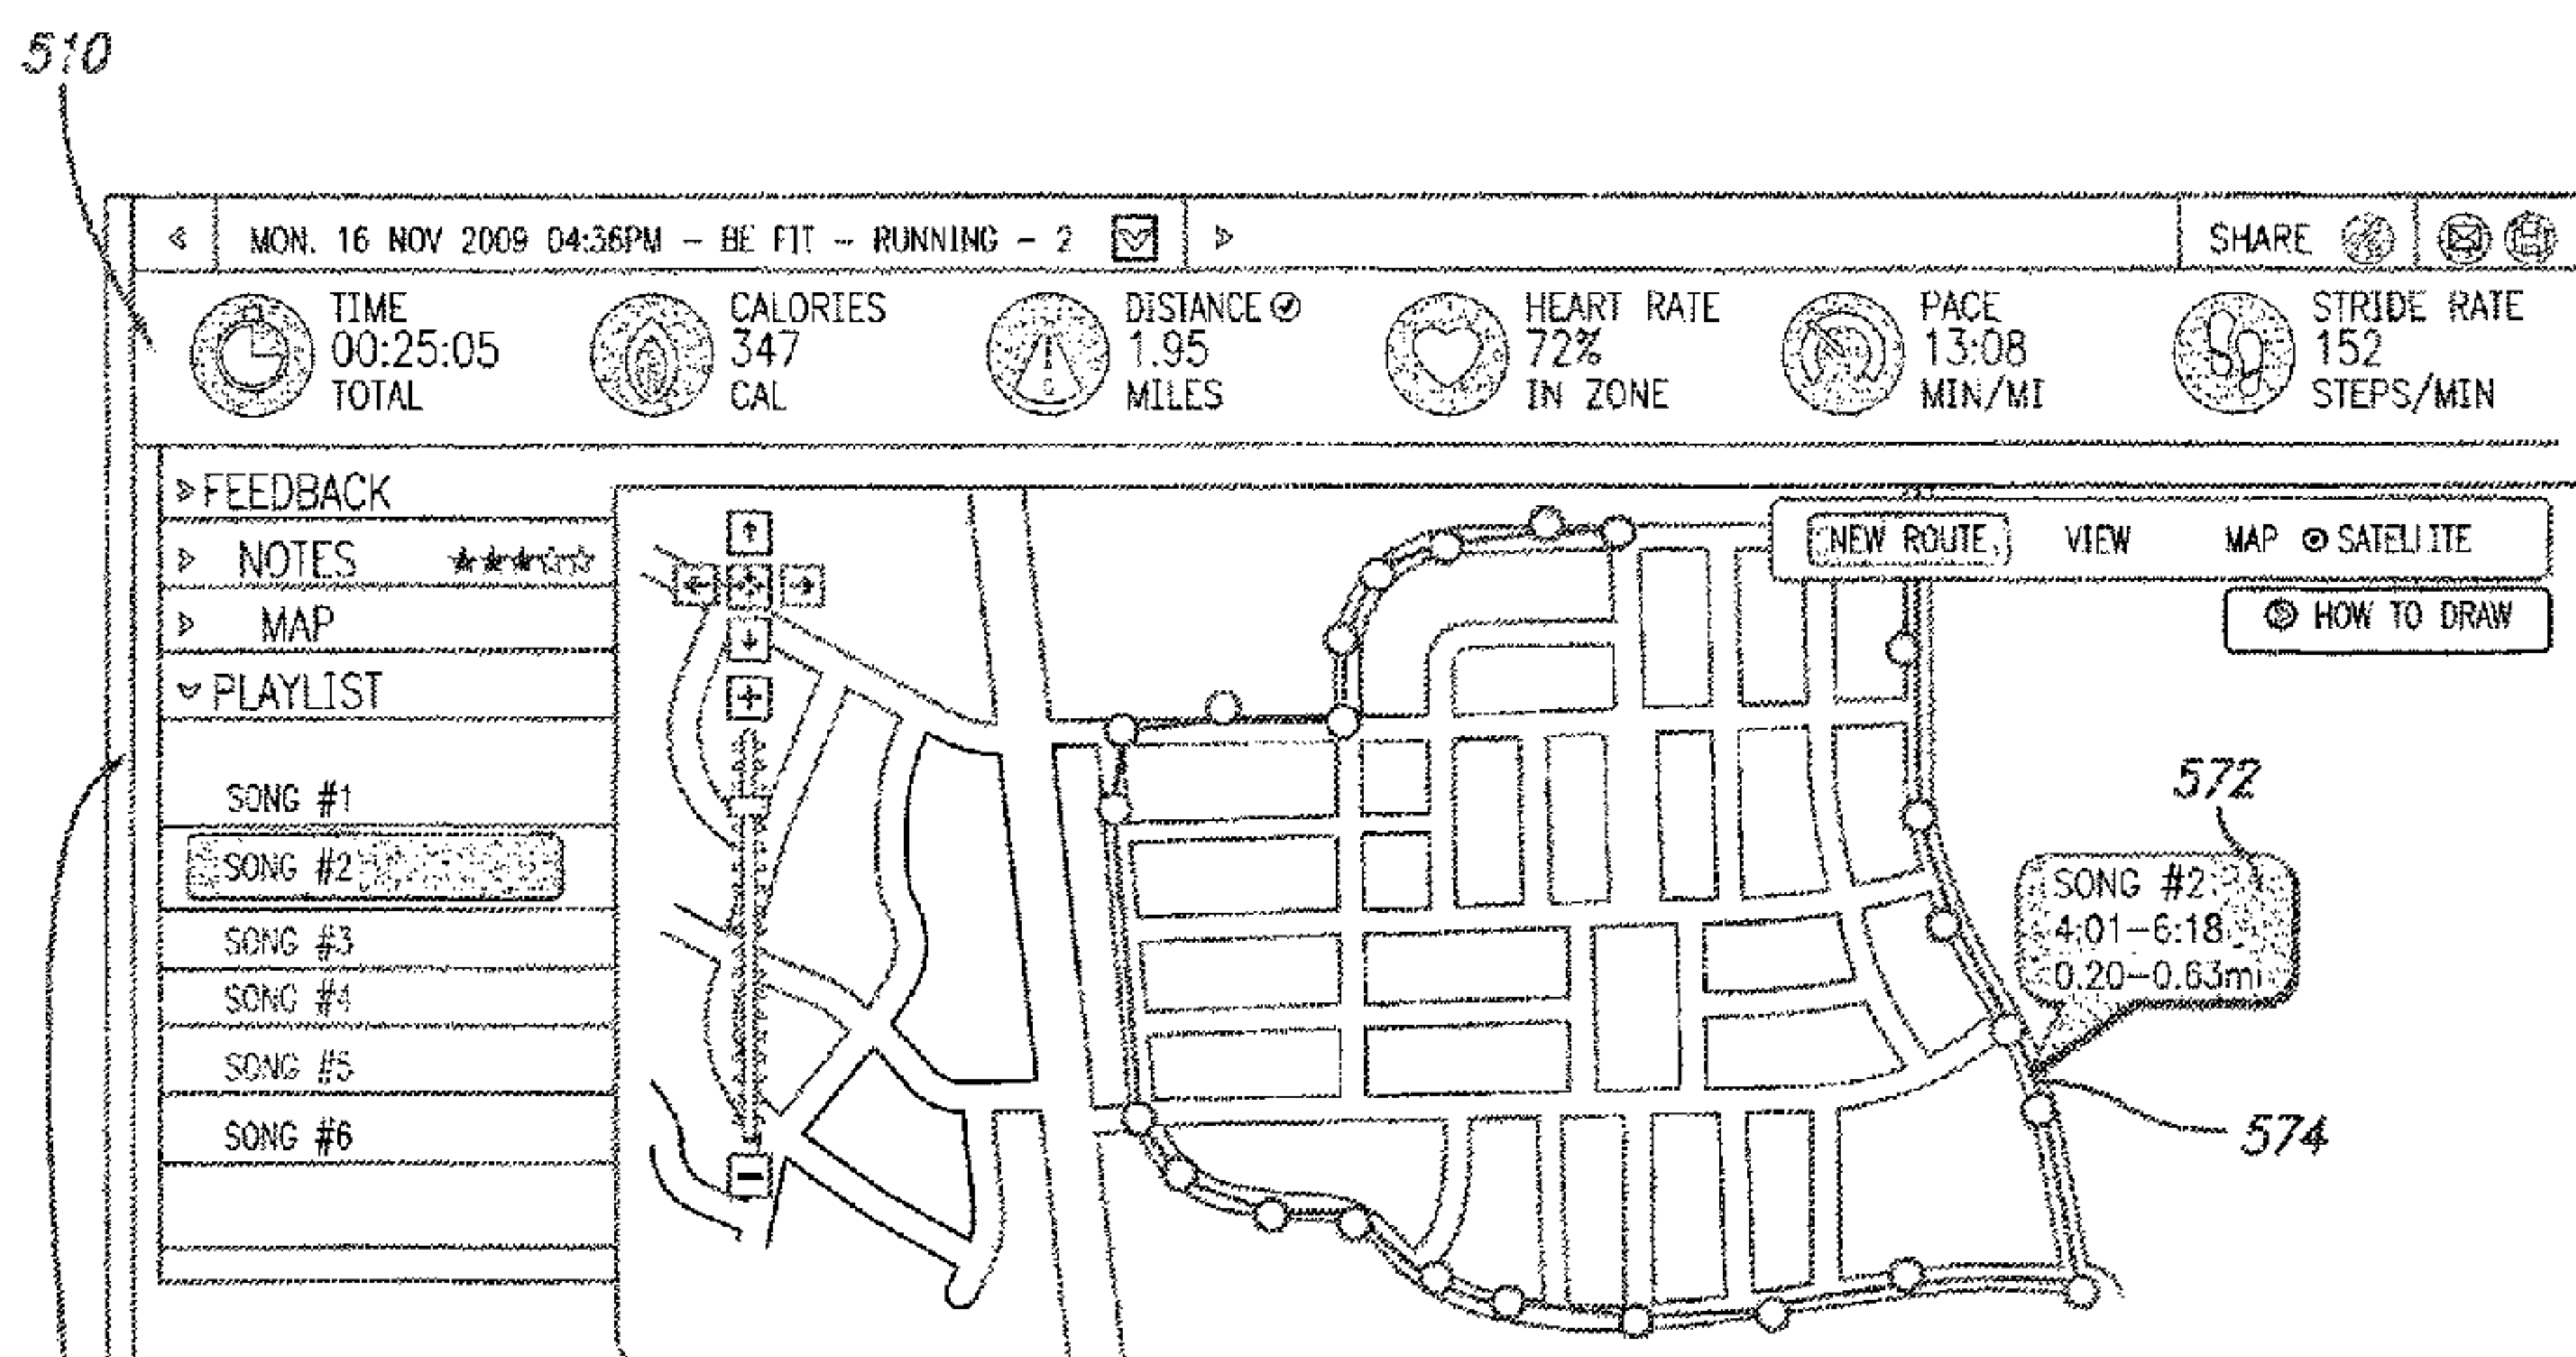 510
MON. 16 NOV 2009 04:36PM – BE FIT – RUNNING – 2
SHARE
TIME
00:25:05
TOTAL
CALORIES
347
CAL
DISTANCE
1.95
MILES
HEART RATE
72%
IN ZONE
PACE
13:08
MIN/MI
STRIDE RATE
152
STEPS/MIN
FEEDBACK
NOTES
MAP
PLAYLIST
SONG #1
SONG #2
SONG #3
SONG #4
SONG #5
SONG #6
NEW ROUTE
VIEW
MAP
SATELLITE
HOW TO DRAW
572
SONG #2
4:01–6:18
0.20–0.63mi
574